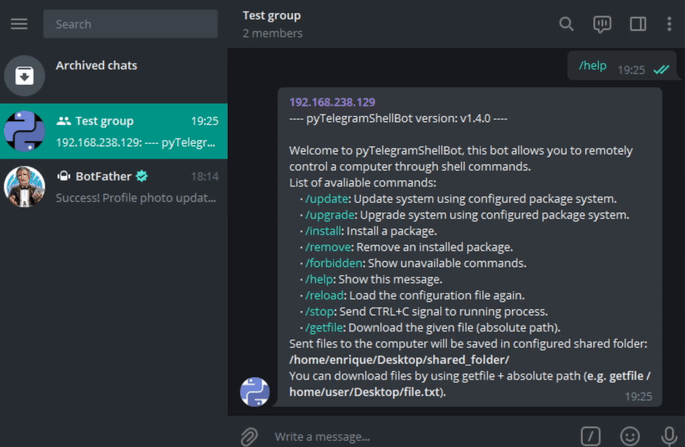 Search
Archived chats
Test group
19:25
192.168.238.129: ---- pyTelegr...
BotFather
18:14
Success! Profile photo updat...
Test group
2 members
/help
19:25
192.168.238.129
---- pyTelegramShellBot version: v1.4.0 ----
Welcome to pyTelegramShellBot, this bot allows you to remotely
control a computer through shell commands.
List of avaliable commands:
· /update: Update system using configured package system.
· /upgrade: Upgrade system using configured package system.
· /install: Install a package.
· /remove: Remove an installed package.
· /forbidden: Show unavailable commands.
· /help: Show this message.
· /reload: Load the configuration file again.
· /stop: Send CTRL+C signal to running process.
· /getfile: Download the given file (absolute path).
Sent files to the computer will be saved in configured shared folder:
/home/enrique/Desktop/shared_folder/
You can download files by using getfile + absolute path (e.g. getfile /
home/user/Desktop/file.txt).
19:25
Write a message...